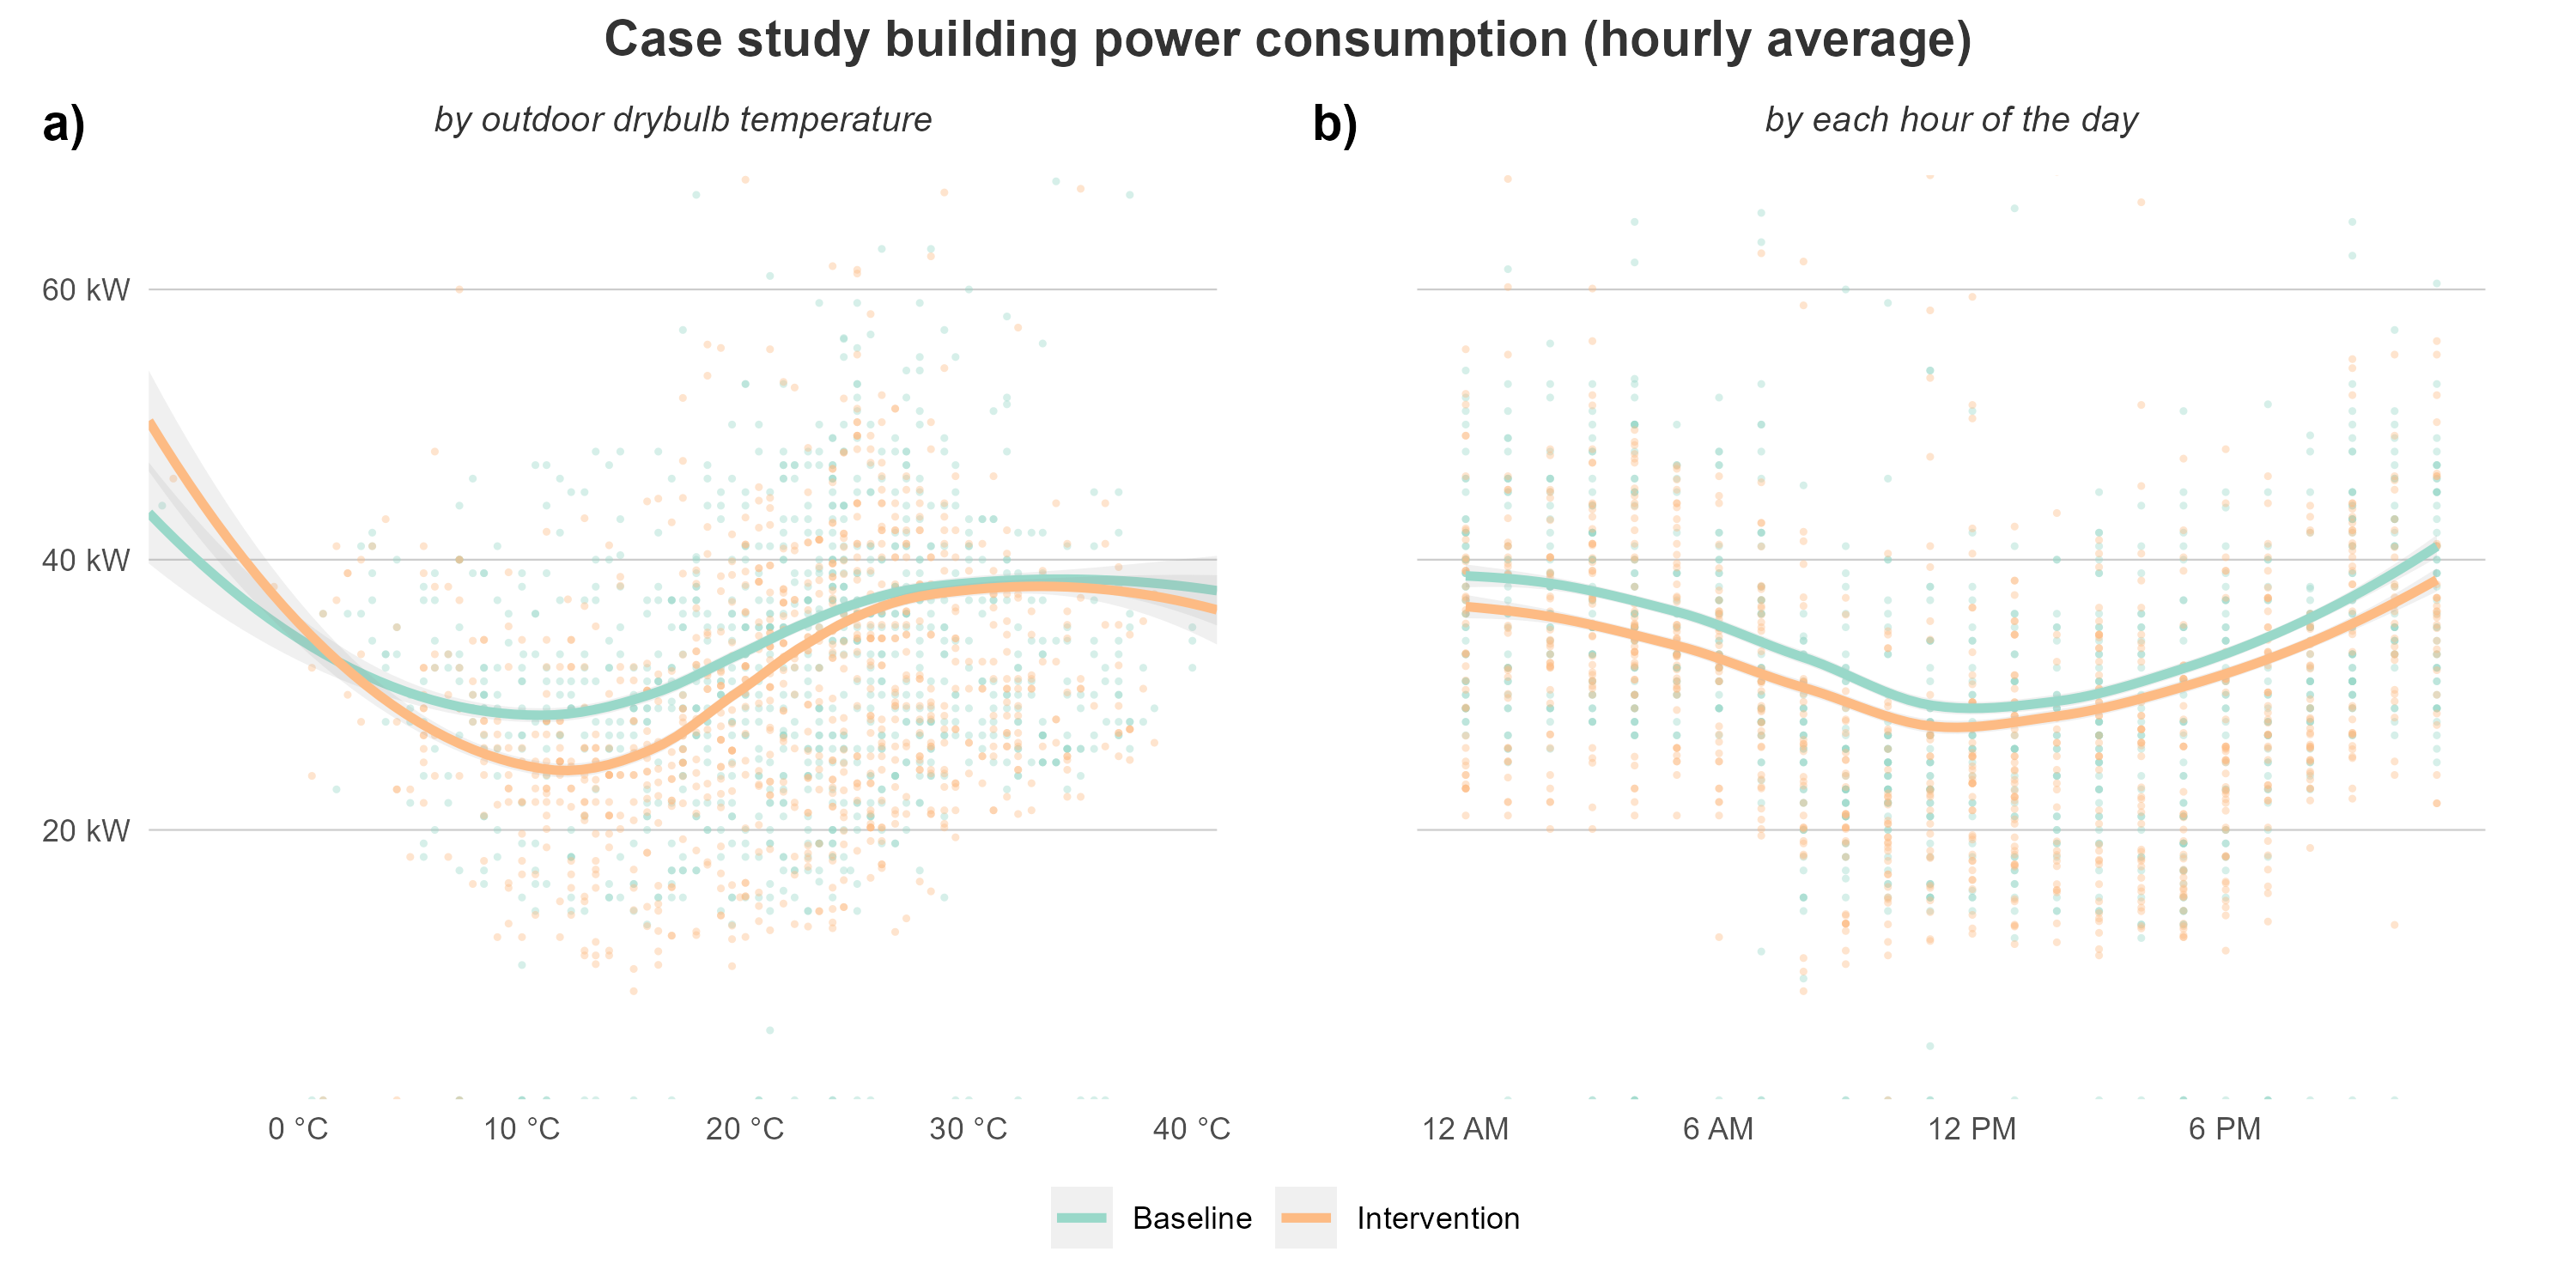 Case study building power consumption (hourly average)
a)
by outdoor drybulb temperature
60 kW
40 kW
20 kW
0 °C 10 °C 20 °C 30 °C 40 °C
b)
by each hour of the day
12 AM 6 AM 12 PM 6 PM
Baseline Intervention